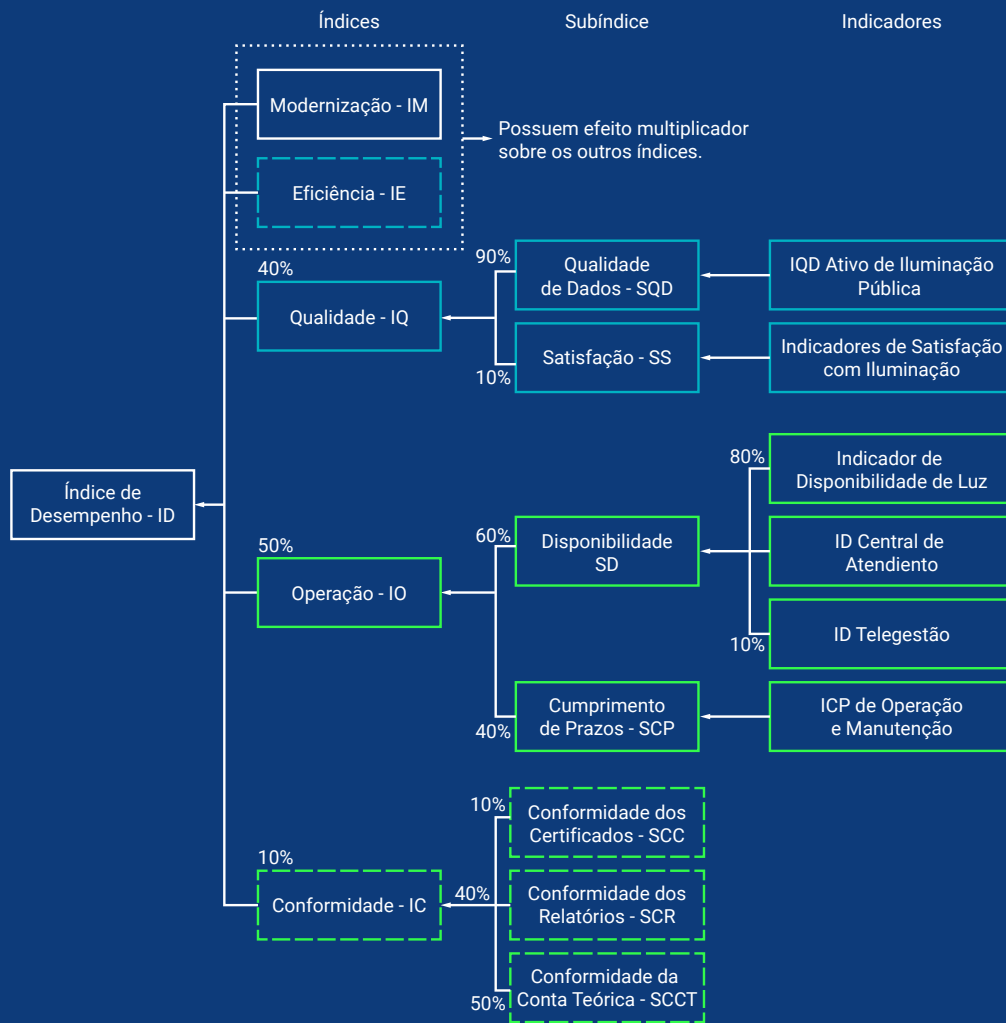 Índices
Subíndice
Indicadores
Modernização - IM
Possuem efeito multiplicador
sobre os outros índices.
Eficiência - IE
40%
Qualidade - IQ
90%
Qualidade
de Dados - SQD
IQD Ativo de Iluminação
Pública
10%
Satisfação - SS
Indicadores de Satisfação
com Iluminação
Índice de
Desempenho - ID
50%
Operação - IO
60%
Disponibilidade
SD
80%
Indicador de
Disponibilidade de Luz
ID Central de
Atendiento
10%
ID Telegestão
40%
Cumprimento
de Prazos - SCP
ICP de Operação
e Manutenção
10%
Conformidade - IC
10%
Conformidade dos
Certificados - SCC
40%
Conformidade dos
Relatórios - SCR
50%
Conformidade da
Conta Teórica - SCCT